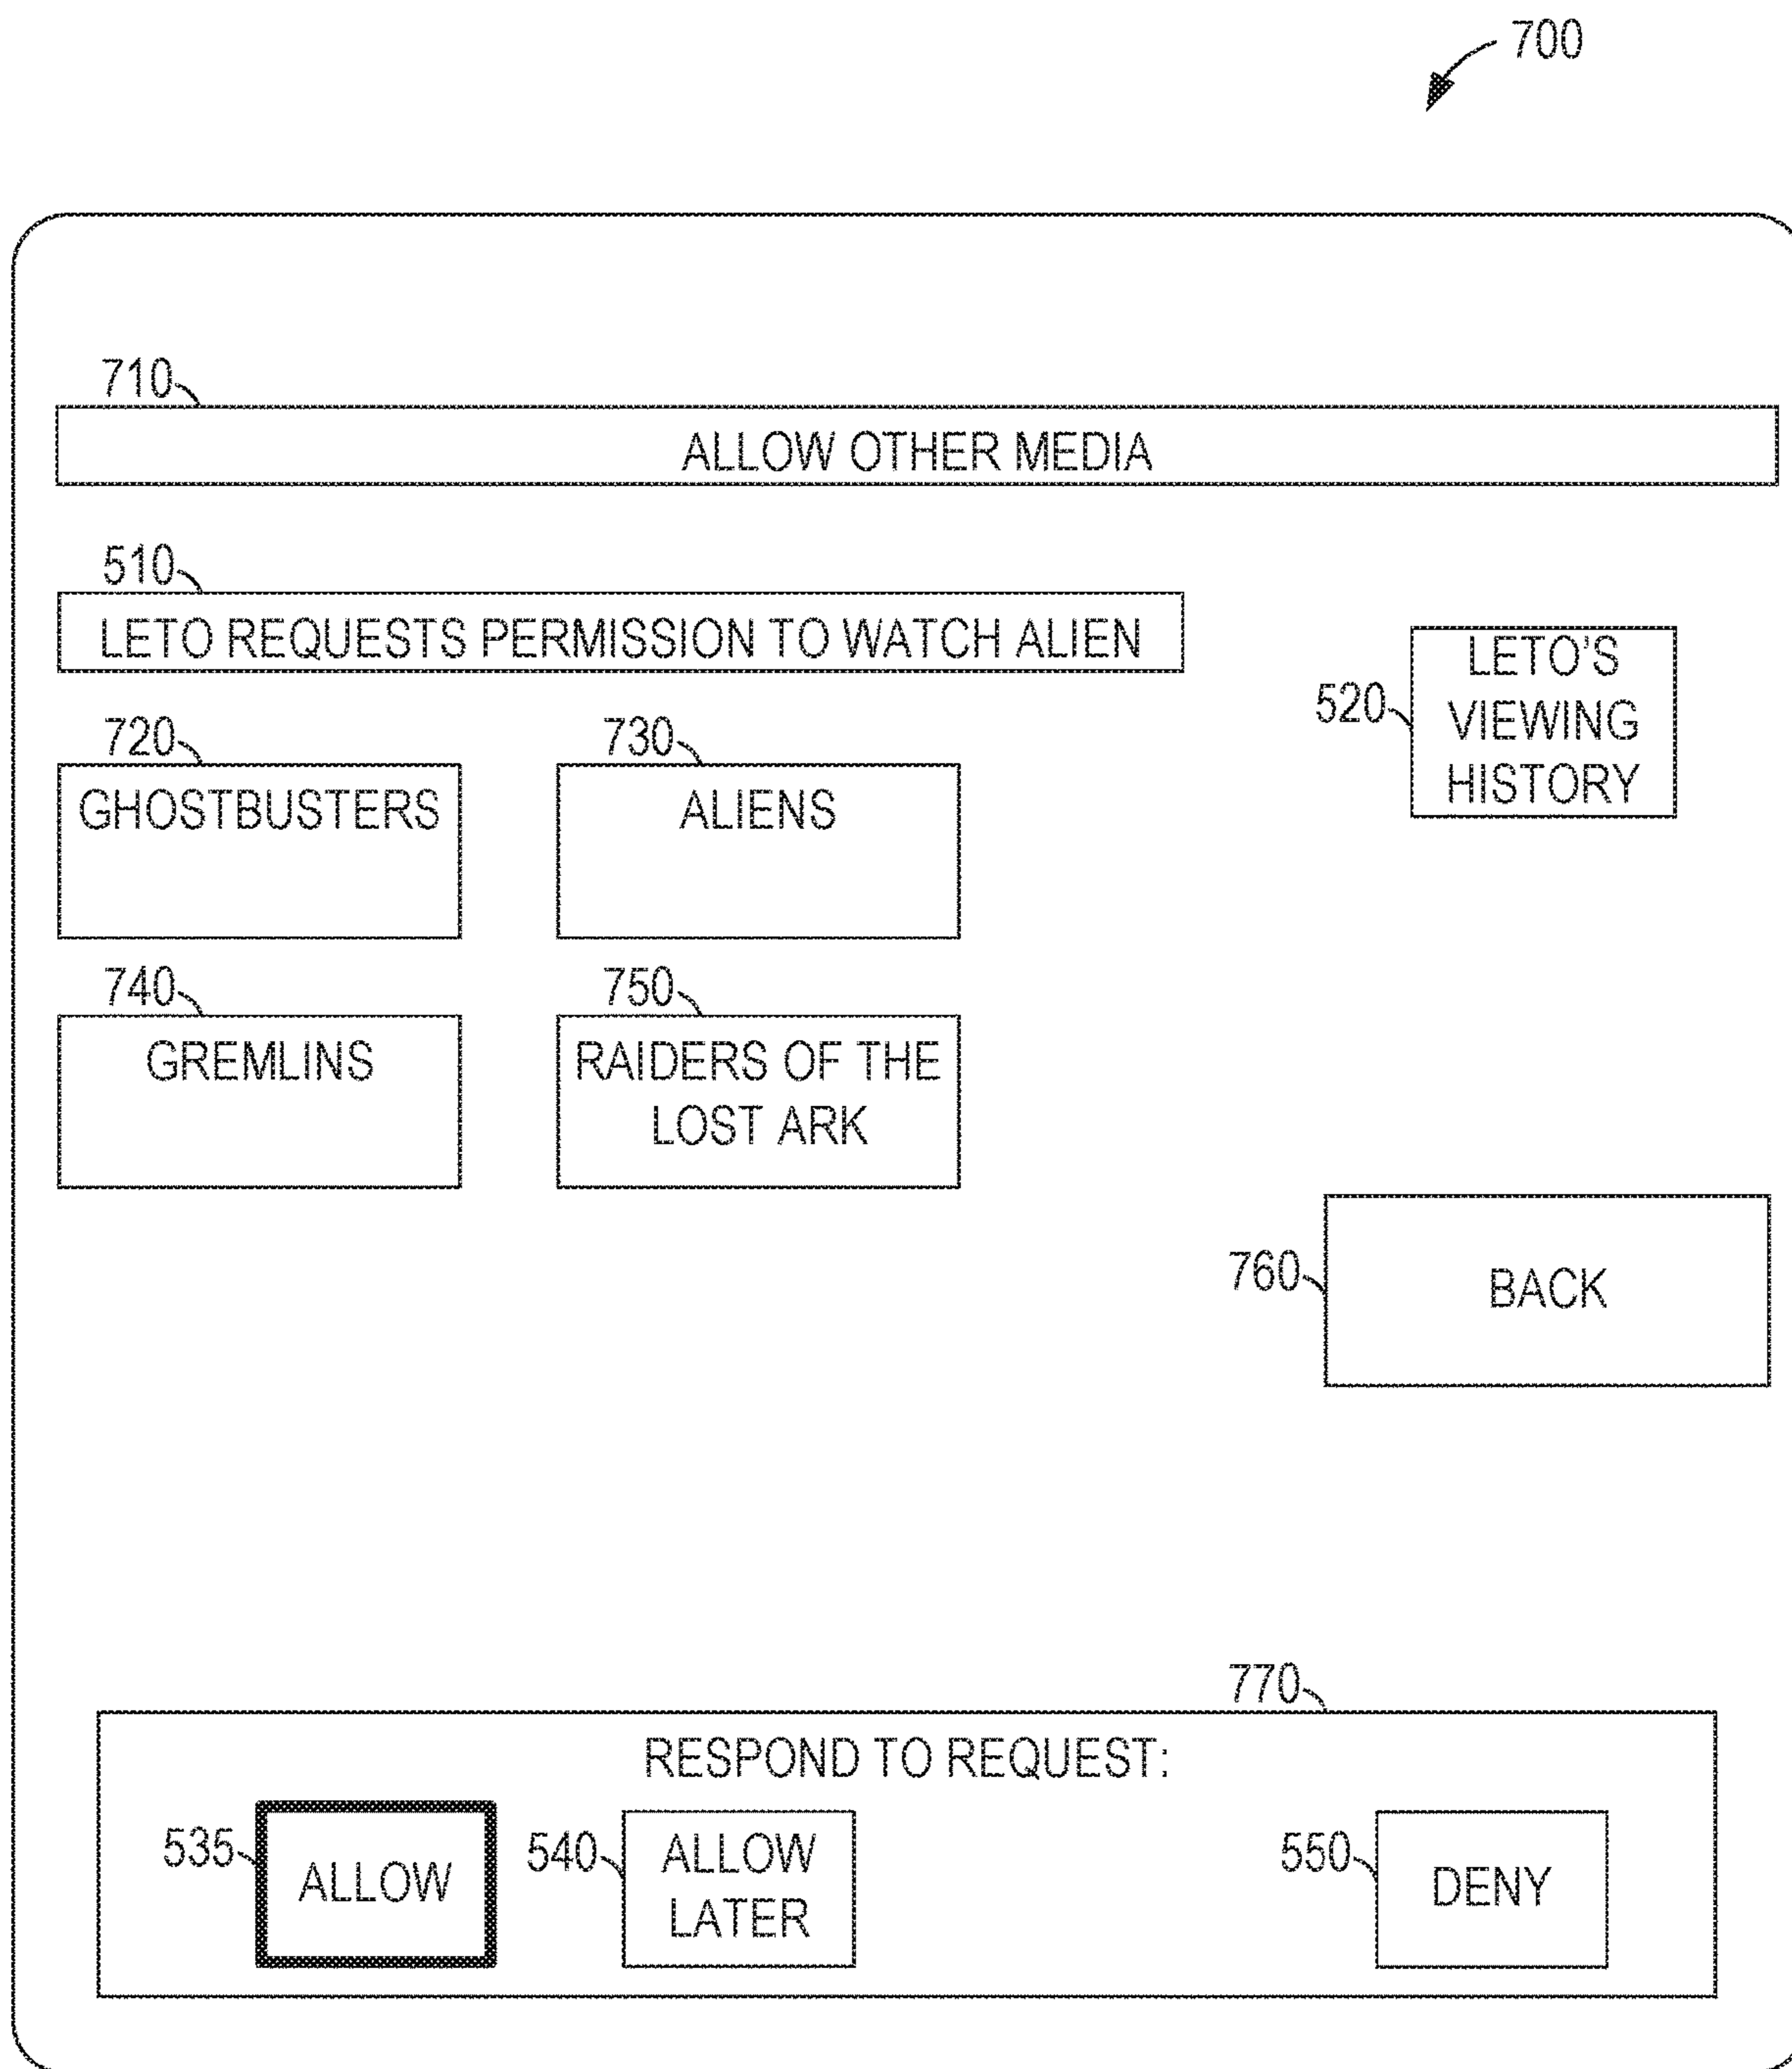 700
710
ALLOW OTHER MEDIA
510
LETO REQUESTS PERMISSION TO WATCH ALIEN
520
LETO'S
VIEWING
HISTORY
720
GHOSTBUSTERS
730
ALIENS
740
GREMLINS
750
RAIDERS OF THE
LOST ARK
760
BACK
770
RESPOND TO REQUEST:
535
ALLOW
540
ALLOW
LATER
550
DENY